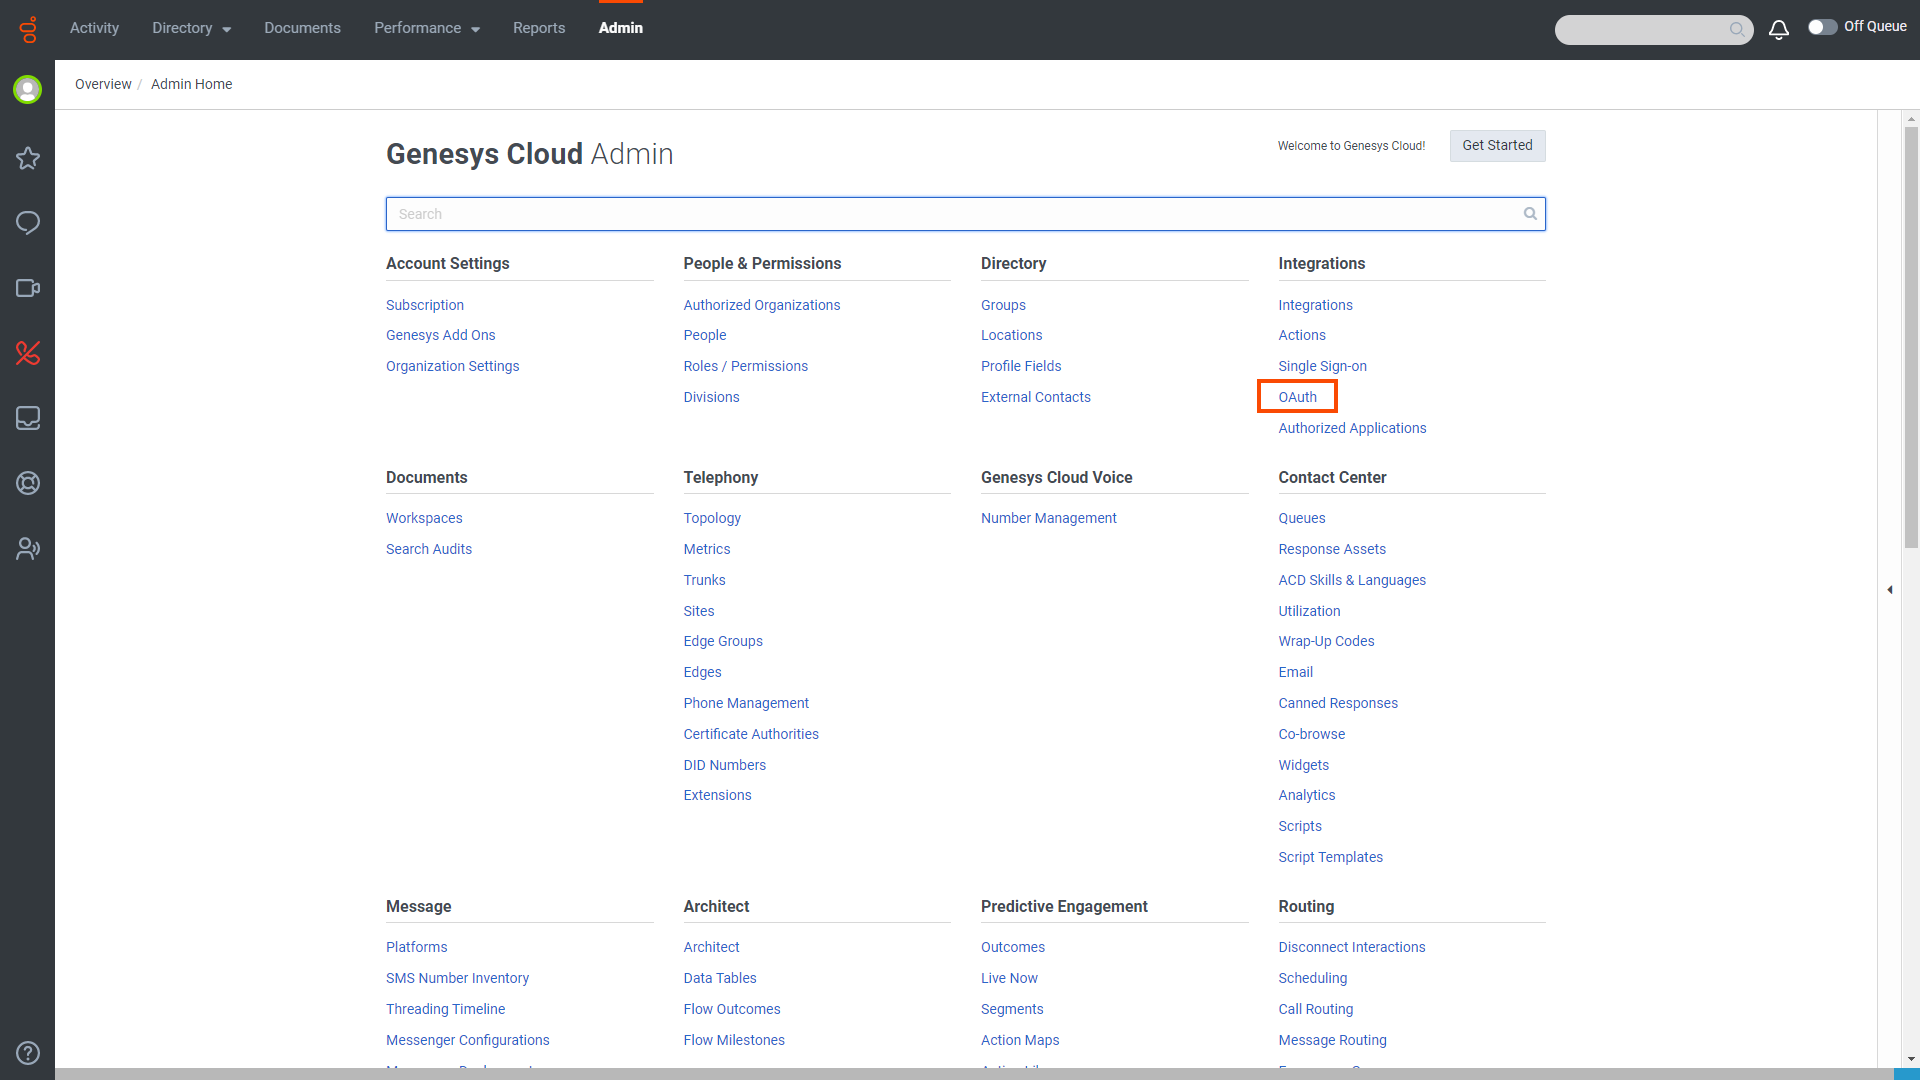 Activity
Directory
Documents
Performance
Reports
Admin
Off Queue
Overview / Admin Home
Genesys Cloud Admin
Welcome to Genesys Cloud!
Get Started
Search
Account Settings
Subscription
Genesys Add Ons
Organization Settings
People & Permissions
Authorized Organizations
People
Roles / Permissions
Divisions
Directory
Groups
Locations
Profile Fields
External Contacts
Integrations
Integrations
Actions
Single Sign-on
OAuth
Authorized Applications
Documents
Workspaces
Search Audits
Telephony
Topology
Metrics
Trunks
Sites
Edge Groups
Edges
Phone Management
Certificate Authorities
DID Numbers
Extensions
Genesys Cloud Voice
Number Management
Contact Center
Queues
Response Assets
ACD Skills & Languages
Utilization
Wrap-Up Codes
Email
Canned Responses
Co-browse
Widgets
Analytics
Scripts
Script Templates
Message
Platforms
SMS Number Inventory
Threading Timeline
Messenger Configurations
Architect
Architect
Data Tables
Flow Outcomes
Flow Milestones
Predictive Engagement
Outcomes
Live Now
Segments
Action Maps
Routing
Disconnect Interactions
Scheduling
Call Routing
Message Routing